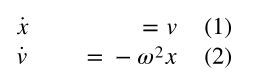 ẋ = v (1)
v̇ = − ω²x (2)